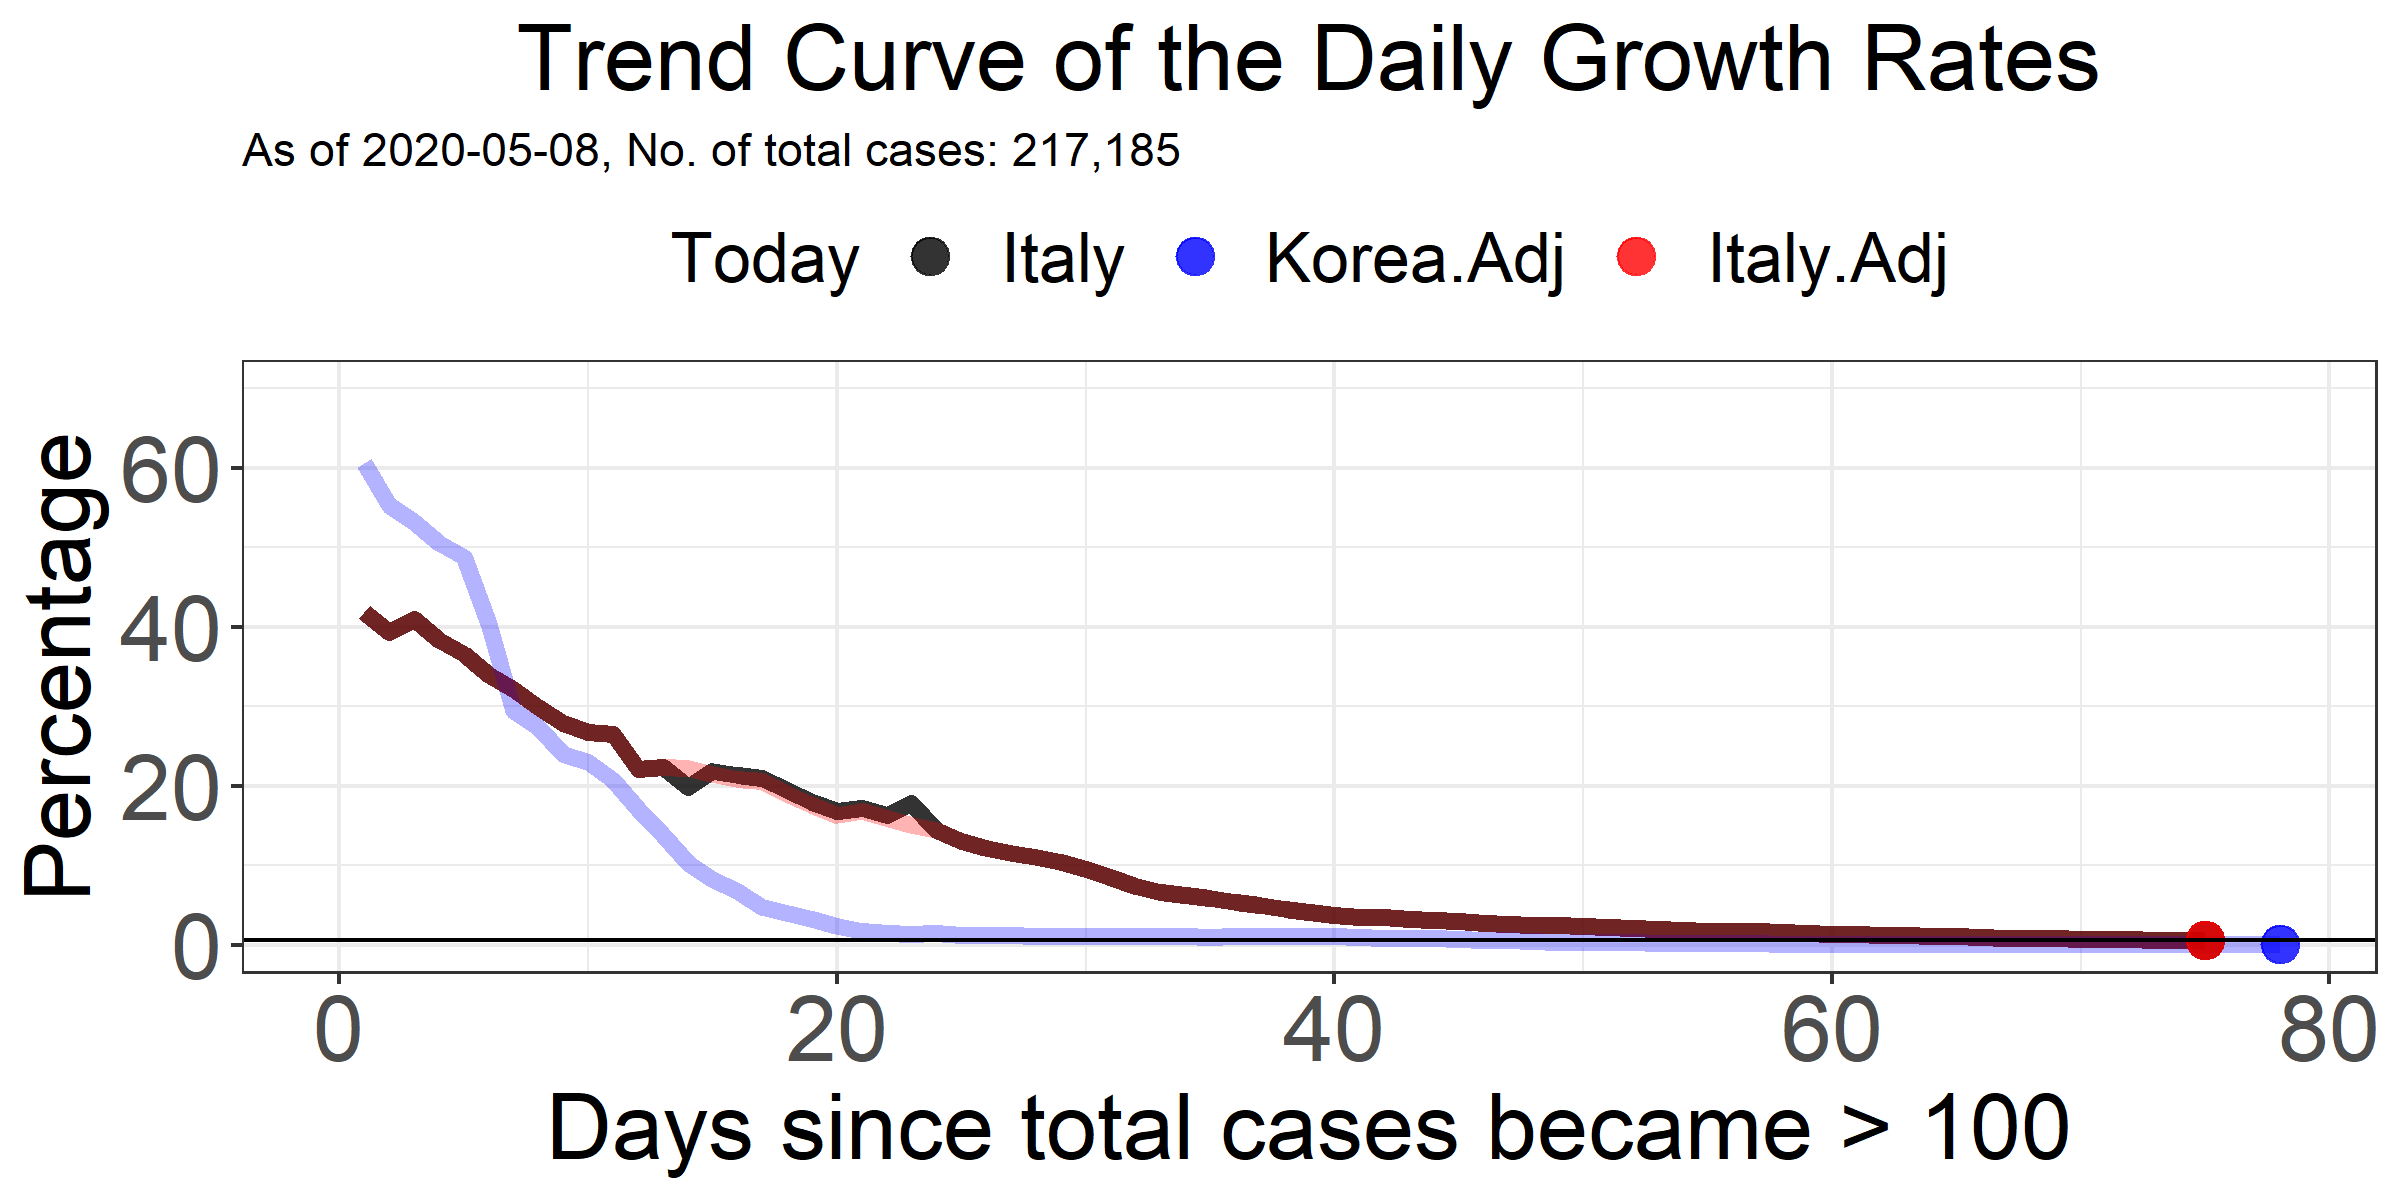 Trend Curve of the Daily Growth Rates
As of 2020-05-08, No. of total cases: 217,185
Today Italy Korea.Adj Italy.Adj
Percentage
60
40
20
0
0 20 40 60 80
Days since total cases became > 100